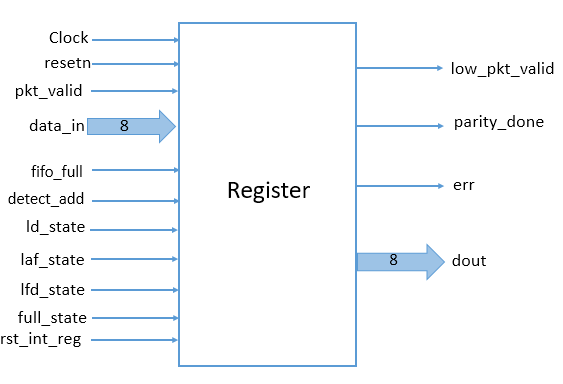 Clock
resetn
pkt_valid
data_in
8
fifo_full
detect_add
ld_state
laf_state
lfd_state
full_state
rst_int_reg
Register
low_pkt_valid
parity_done
err
8
dout